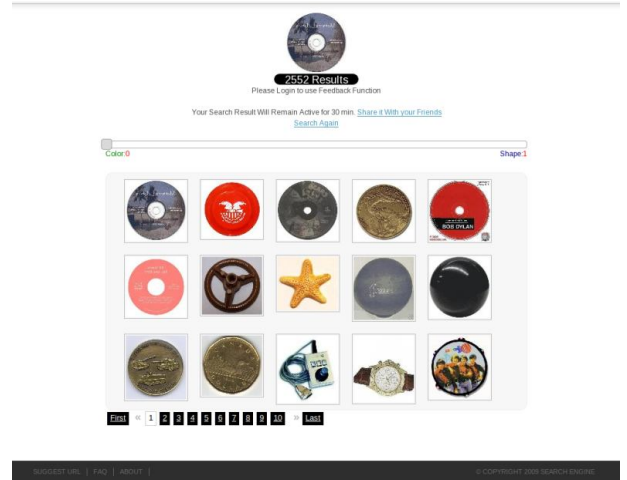 2552 Results
Please Login to use Feedback Function
Your Search Result Will Remain Active for 30 min. Share it With your Friends
Search Again
Color:0 Shape:1
BOB DYLAN
First « 1 2 3 4 5 6 7 8 9 10 » Last
SUGGEST URL | FAQ | ABOUT |
© COPYRIGHT 2009 SEARCH ENGINE